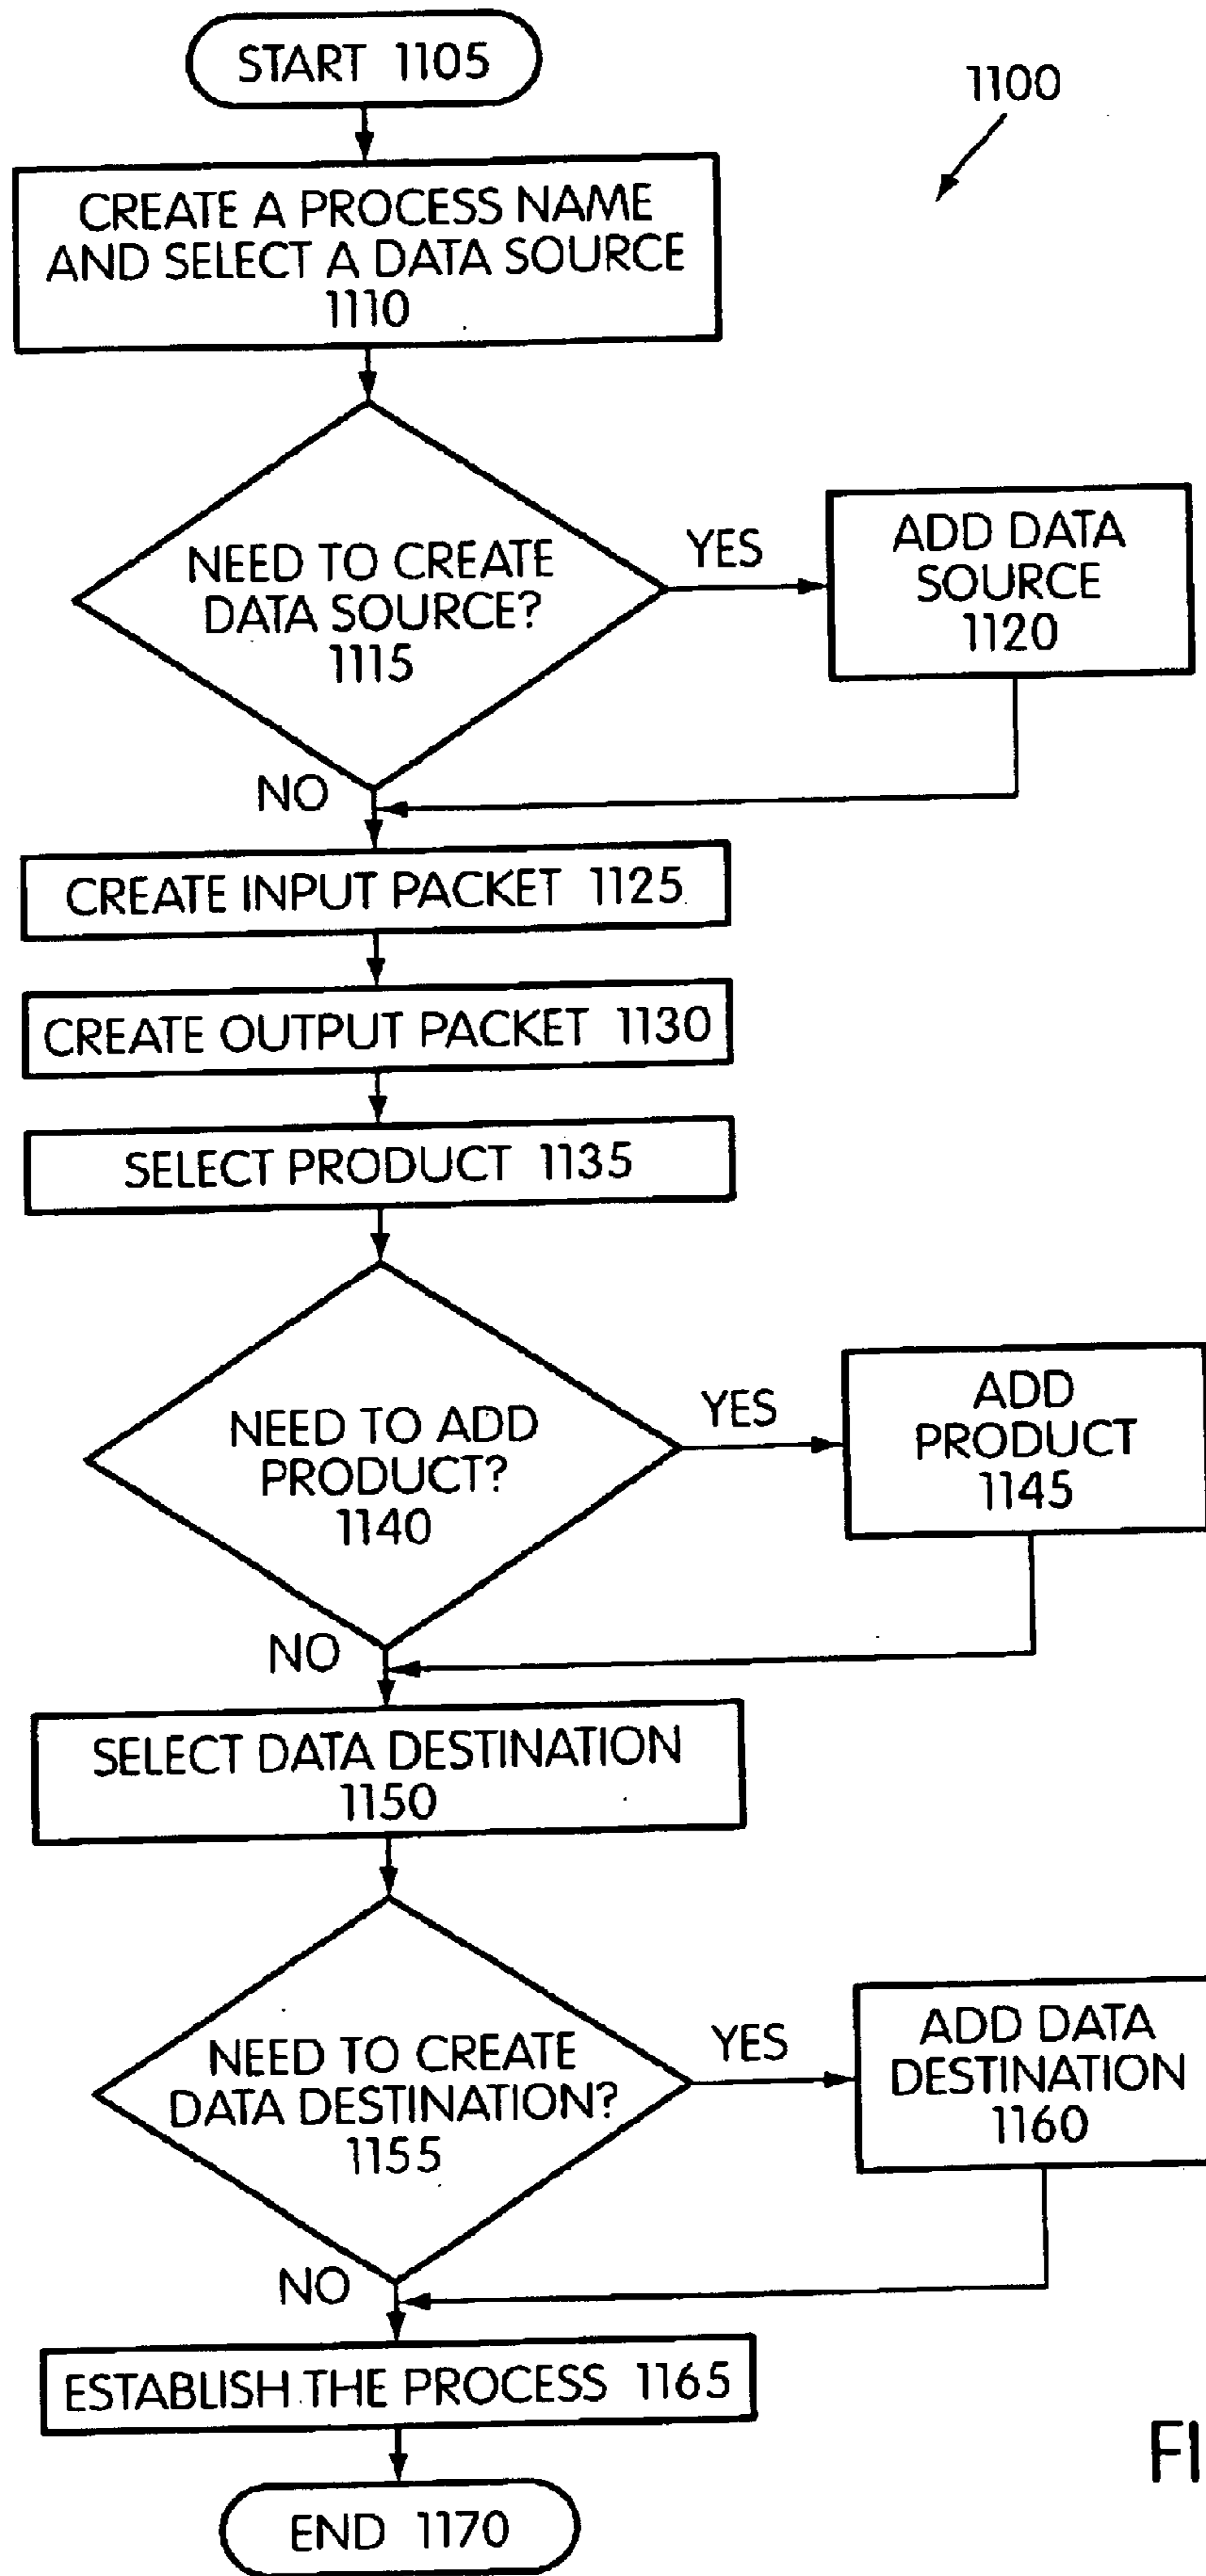 START 1105
1100
CREATE A PROCESS NAME
AND SELECT A DATA SOURCE
1110
NEED TO CREATE
DATA SOURCE?
1115
YES
ADD DATA
SOURCE
1120
NO
CREATE INPUT PACKET 1125
CREATE OUTPUT PACKET 1130
SELECT PRODUCT 1135
NEED TO ADD
PRODUCT?
1140
YES
ADD
PRODUCT
1145
NO
SELECT DATA DESTINATION
1150
NEED TO CREATE
DATA DESTINATION?
1155
YES
ADD DATA
DESTINATION
1160
NO
ESTABLISH THE PROCESS 1165
FI
END 1170